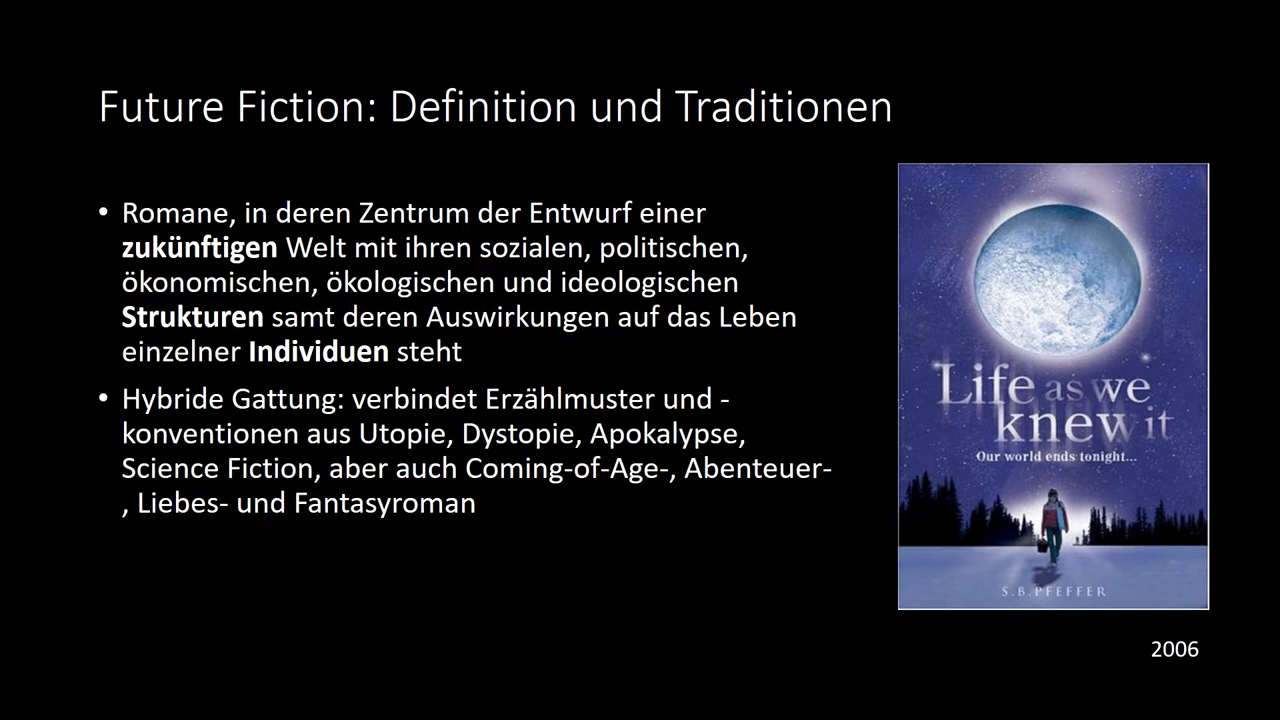 Future Fiction: Definition und Traditionen
• Romane, in deren Zentrum der Entwurf einer
zukünftigen Welt mit ihren sozialen, politischen,
ökonomischen, ökologischen und ideologischen
Strukturen samt deren Auswirkungen auf das Leben
einzelner Individuen steht
• Hybride Gattung: verbindet Erzählmuster und -
konventionen aus Utopie, Dystopie, Apokalypse,
Science Fiction, aber auch Coming-of-Age-, Abenteuer-
, Liebes- und Fantasyroman
Life as we
knew it
Our world ends tonight...
S.B.PFEFFER
2006